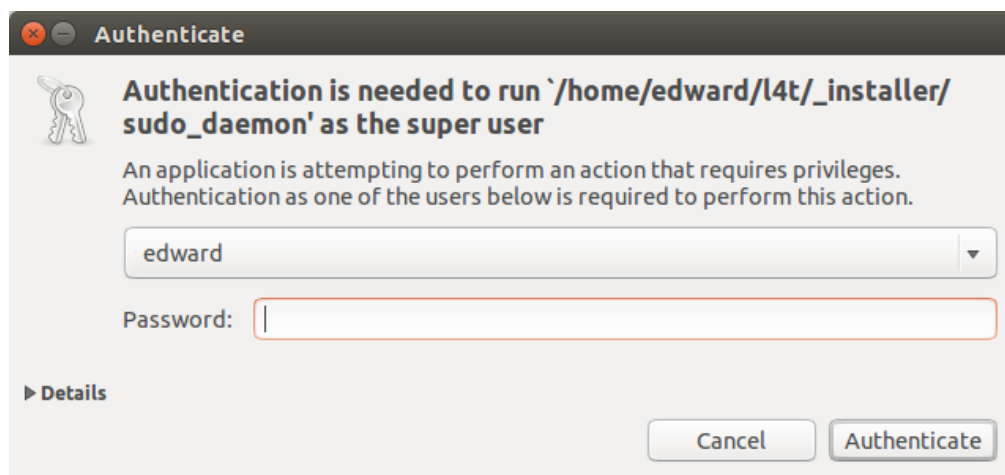 Authenticate
Authentication is needed to run `/home/edward/l4t/_installer/
sudo_daemon' as the super user
An application is attempting to perform an action that requires privileges.
Authentication as one of the users below is required to perform this action.
edward
Password:
Details
Cancel
Authenticate